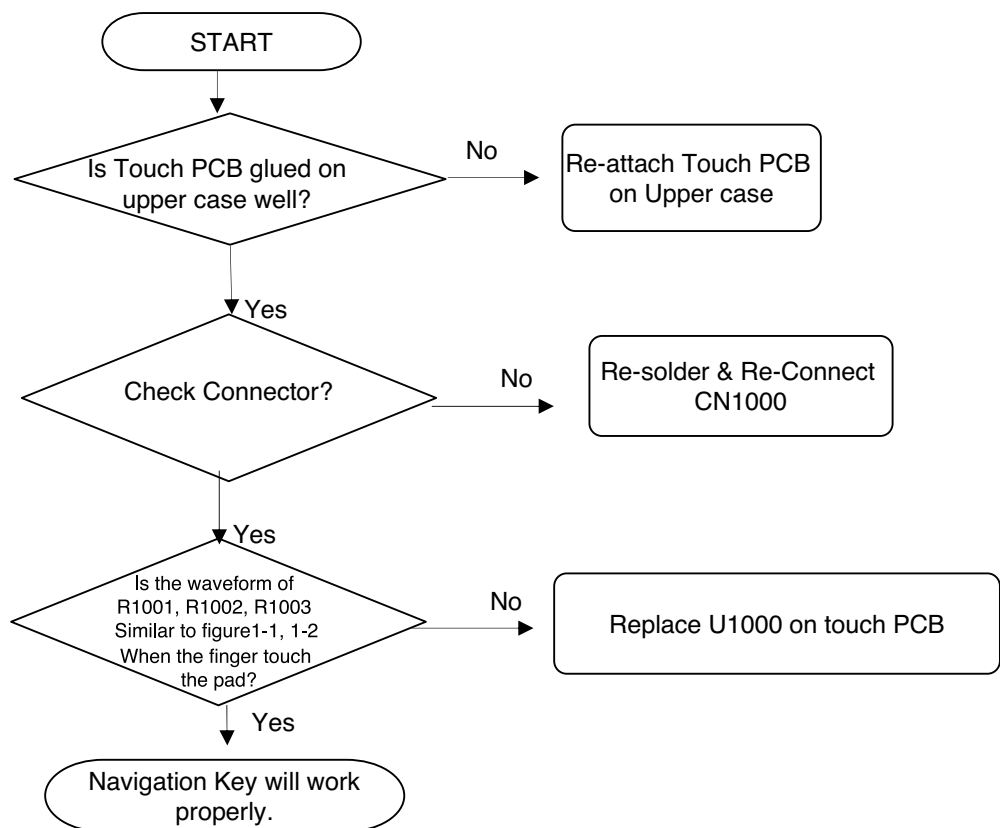 START
Is Touch PCB glued on
upper case well?
No
Re-attach Touch PCB
on Upper case
Yes
Check Connector?
No
Re-solder & Re-Connect
CN1000
Yes
Is the waveform of
R1001, R1002, R1003
Similar to figure1-1, 1-2
When the finger touch
the pad?
No
Replace U1000 on touch PCB
Yes
Navigation Key will work
properly.